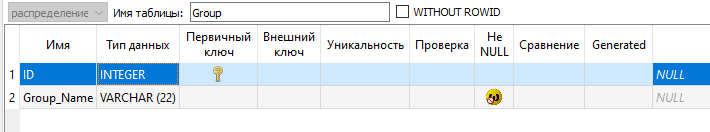 распределение Имя таблицы: Group WITHOUT ROWID
Имя Тип данных Первичный ключ Внешний ключ Уникальность Проверка Не NULL Сравнение Generated
1 ID INTEGER NULL
2 Group_Name VARCHAR (22) NULL